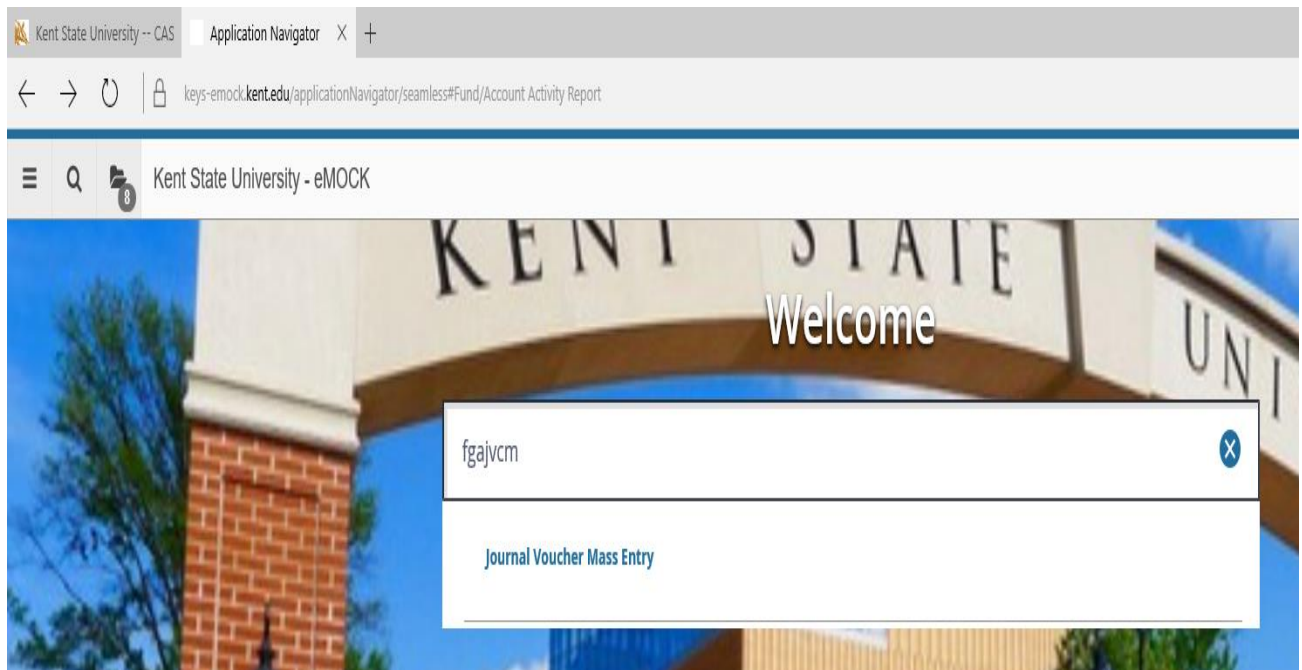 Kent State University -- CAS
Application Navigator
keys-emock.kent.edu/applicationNavigator/seamless#Fund/Account Activity Report
8
Kent State University - eMOCK
KENT STATE UNI
Welcome
fgajvcm
Journal Voucher Mass Entry